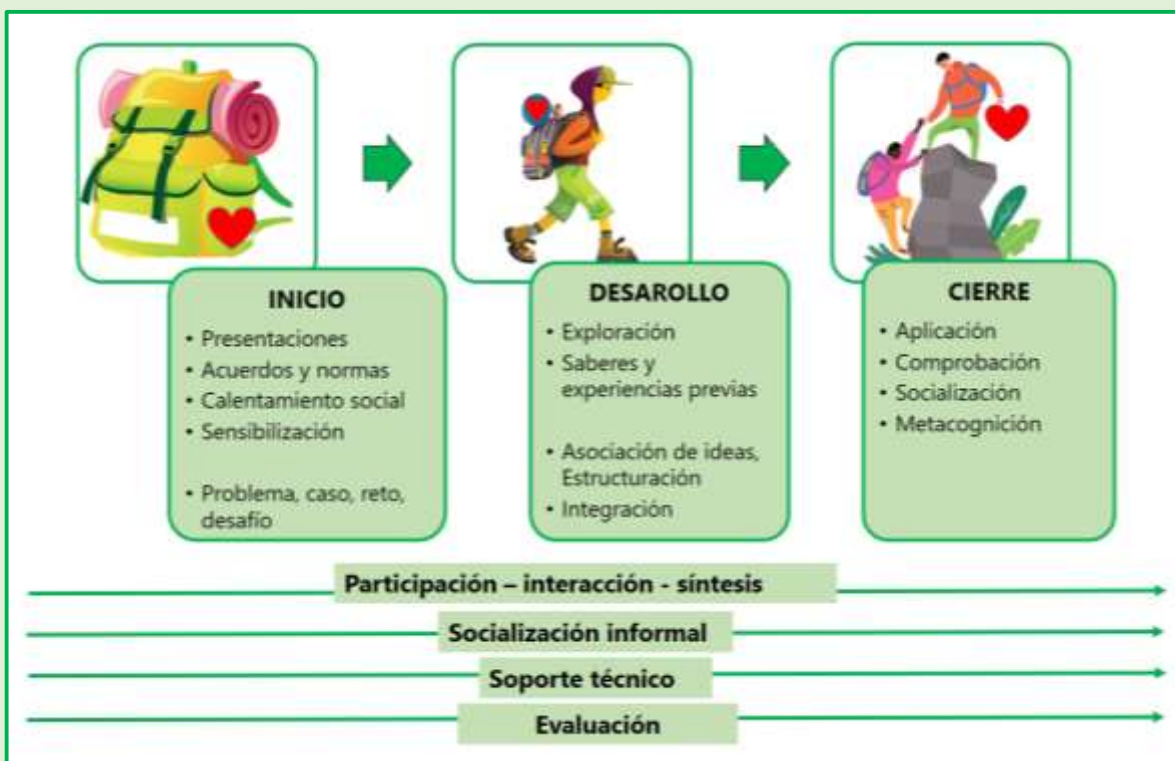 INICIO
• Presentaciones
• Acuerdos y normas
• Calentamiento social
• Sensibilización
• Problema, caso, reto,
desafío
DESAROLLO
• Exploración
• Saberes y
experiencias previas
• Asociación de ideas,
Estructuración
• Integración
CIERRE
• Aplicación
• Comprobación
• Socialización
• Metacognición
Participación – interacción - síntesis
Socialización informal
Soporte técnico
Evaluación